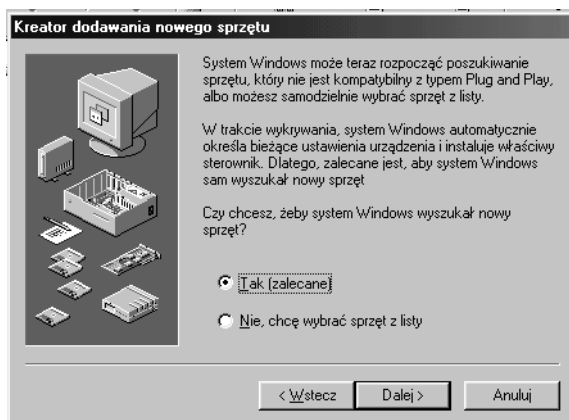 Kreator dodawania nowego sprzętu
System Windows może teraz rozpocząć poszukiwanie
sprzętu, który nie jest kompatybilny z typem Plug and Play,
albo możesz samodzielnie wybrać sprzęt z listy.
W trakcie wykrywania, system Windows automatycznie
określa bieżące ustawienia urządzenia i instaluje właściwy
sterownik. Dlatego, zalecane jest, aby system Windows
sam wyszukał nowy sprzęt
Czy chcesz, żeby system Windows wyszukał nowy
sprzęt?
Tak (zalecane)
Nie, chcę wybrać sprzęt z listy
< Wstecz Dalej > Anuluj